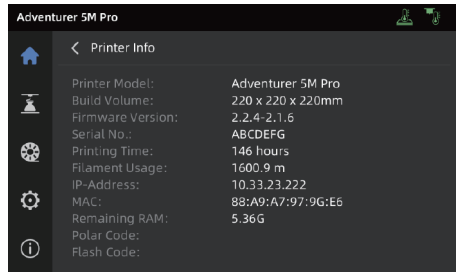 Adventurer 5M Pro
Printer Info
Printer Model: Adventurer 5M Pro
Build Volume: 220 x 220 x 220mm
Firmware Version: 2.2.4-2.1.6
Serial No.: ABCDEFG
Printing Time: 146 hours
Filament Usage: 1600.9 m
IP-Address: 10.33.23.222
MAC: 88:A9:A7:97:9G:E6
Remaining RAM: 5.36G
Polar Code:
Flash Code: